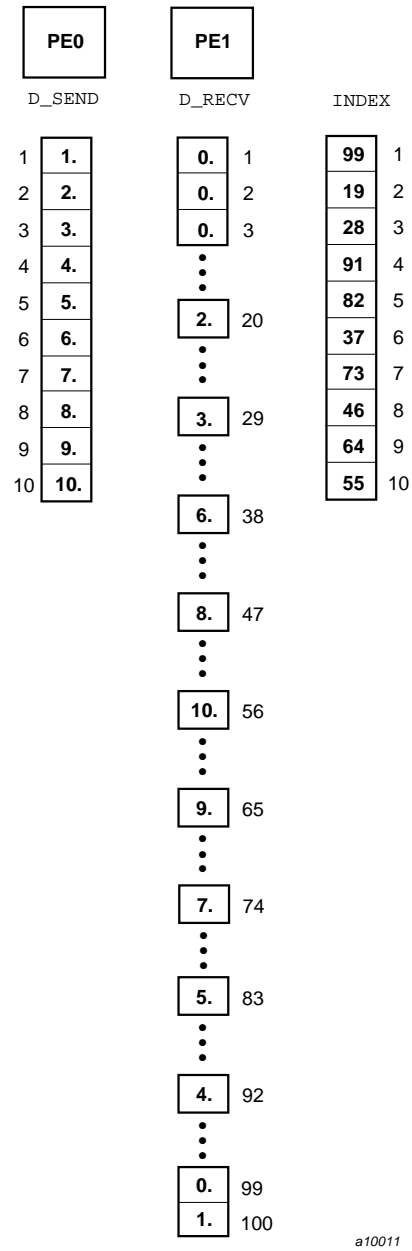 PE0 PE1
D_SEND D_RECV INDEX
1 1. 0. 1 99 1
2 2. 0. 2 19 2
3 3. 0. 3 28 3
4 4. 91 4
5 5. 82 5
2. 20
6 6. 37 6
7 7. 73 7
8 8. 46 8
3. 29
9 9. 64 9
10 10. 55 10
6. 38
8. 47
10. 56
9. 65
7. 74
5. 83
4. 92
0. 99
1. 100
a10011